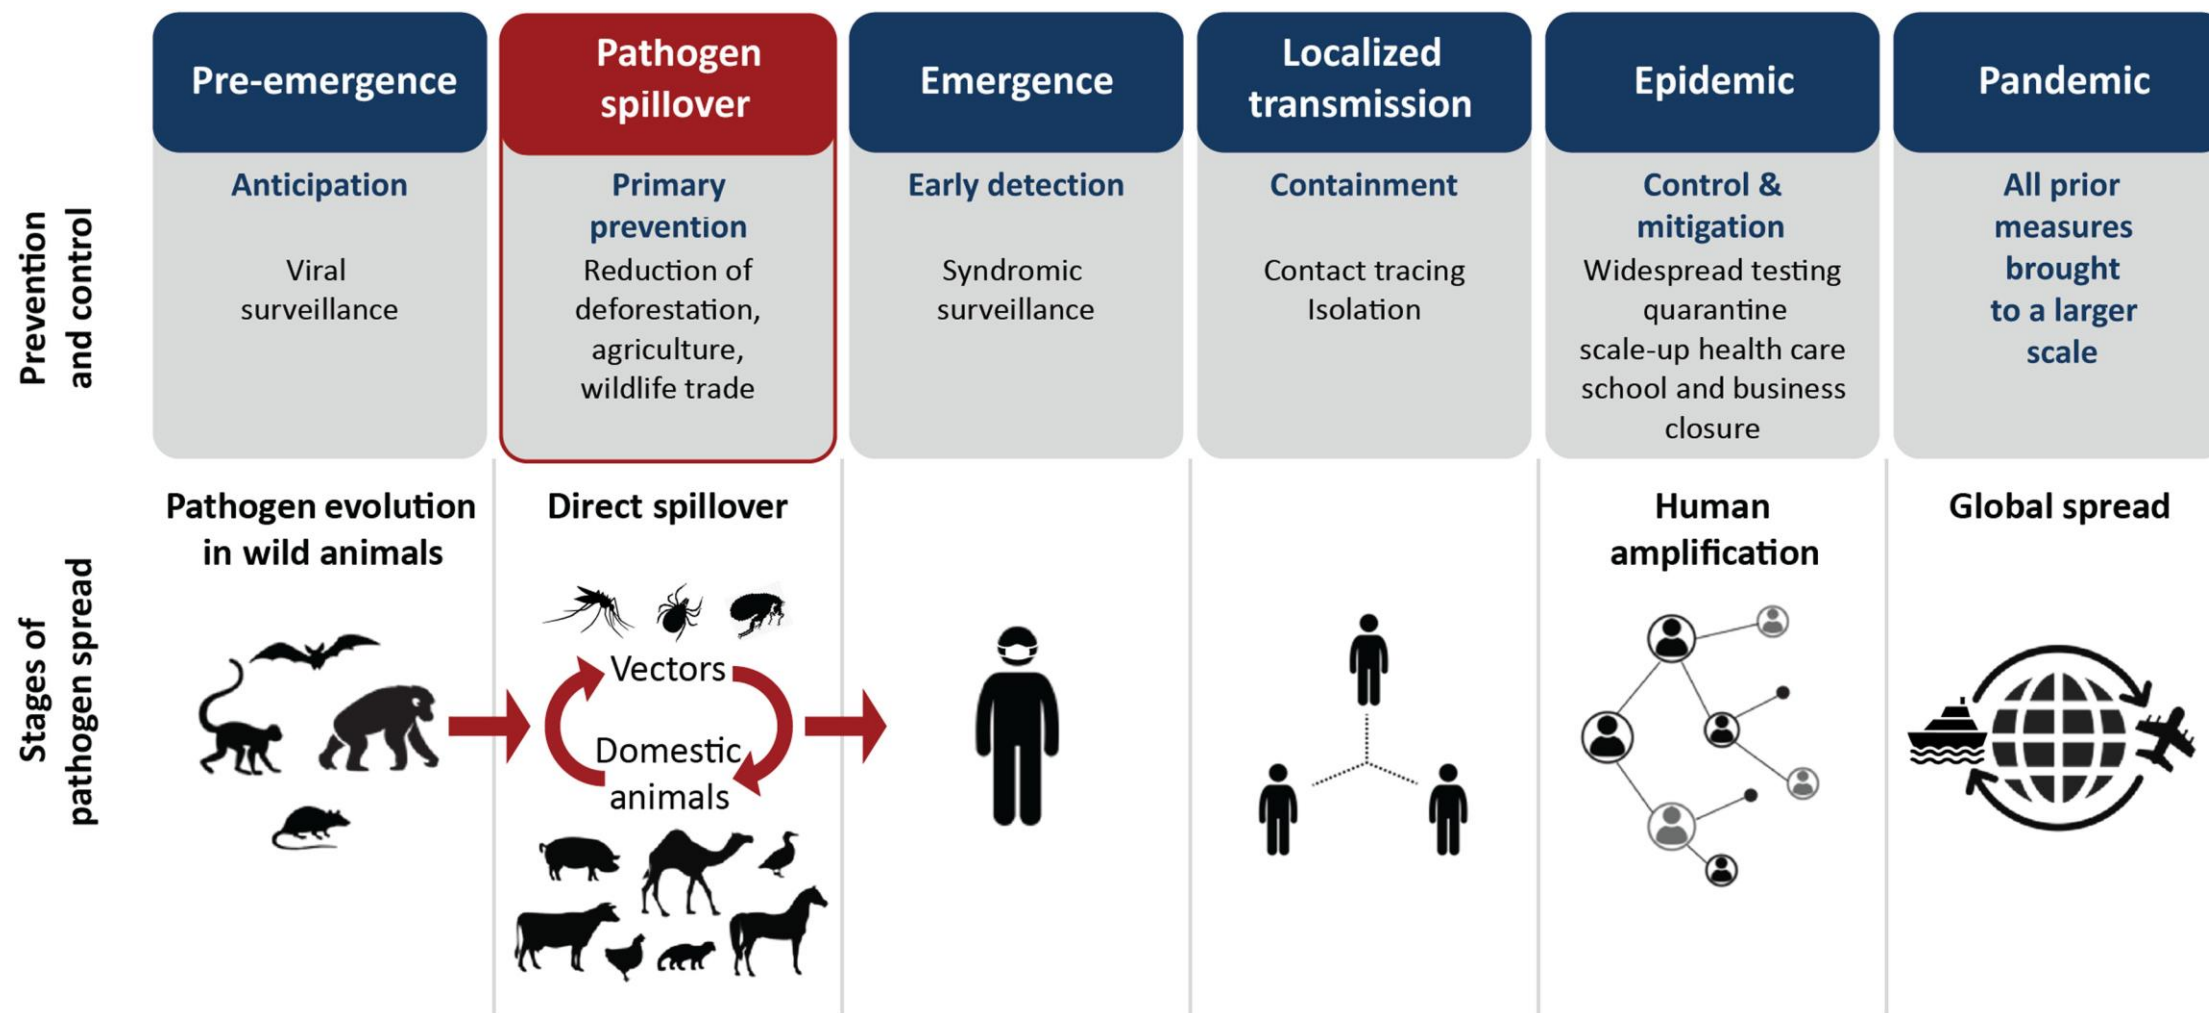 Pre-emergence
Pathogen
spillover
Emergence
Localized
transmission
Epidemic
Pandemic
Prevention
and control
Anticipation
Viral
surveillance
Primary
prevention
Reduction of
deforestation,
agriculture,
wildlife trade
Early detection
Syndromic
surveillance
Containment
Contact tracing
Isolation
Control &
mitigation
Widespread testing
quarantine
scale-up health care
school and business
closure
All prior
measures
brought
to a larger
scale
Stages of
pathogen spread
Pathogen evolution
in wild animals
Direct spillover
Vectors
Domestic
animals
Human
amplification
Global spread